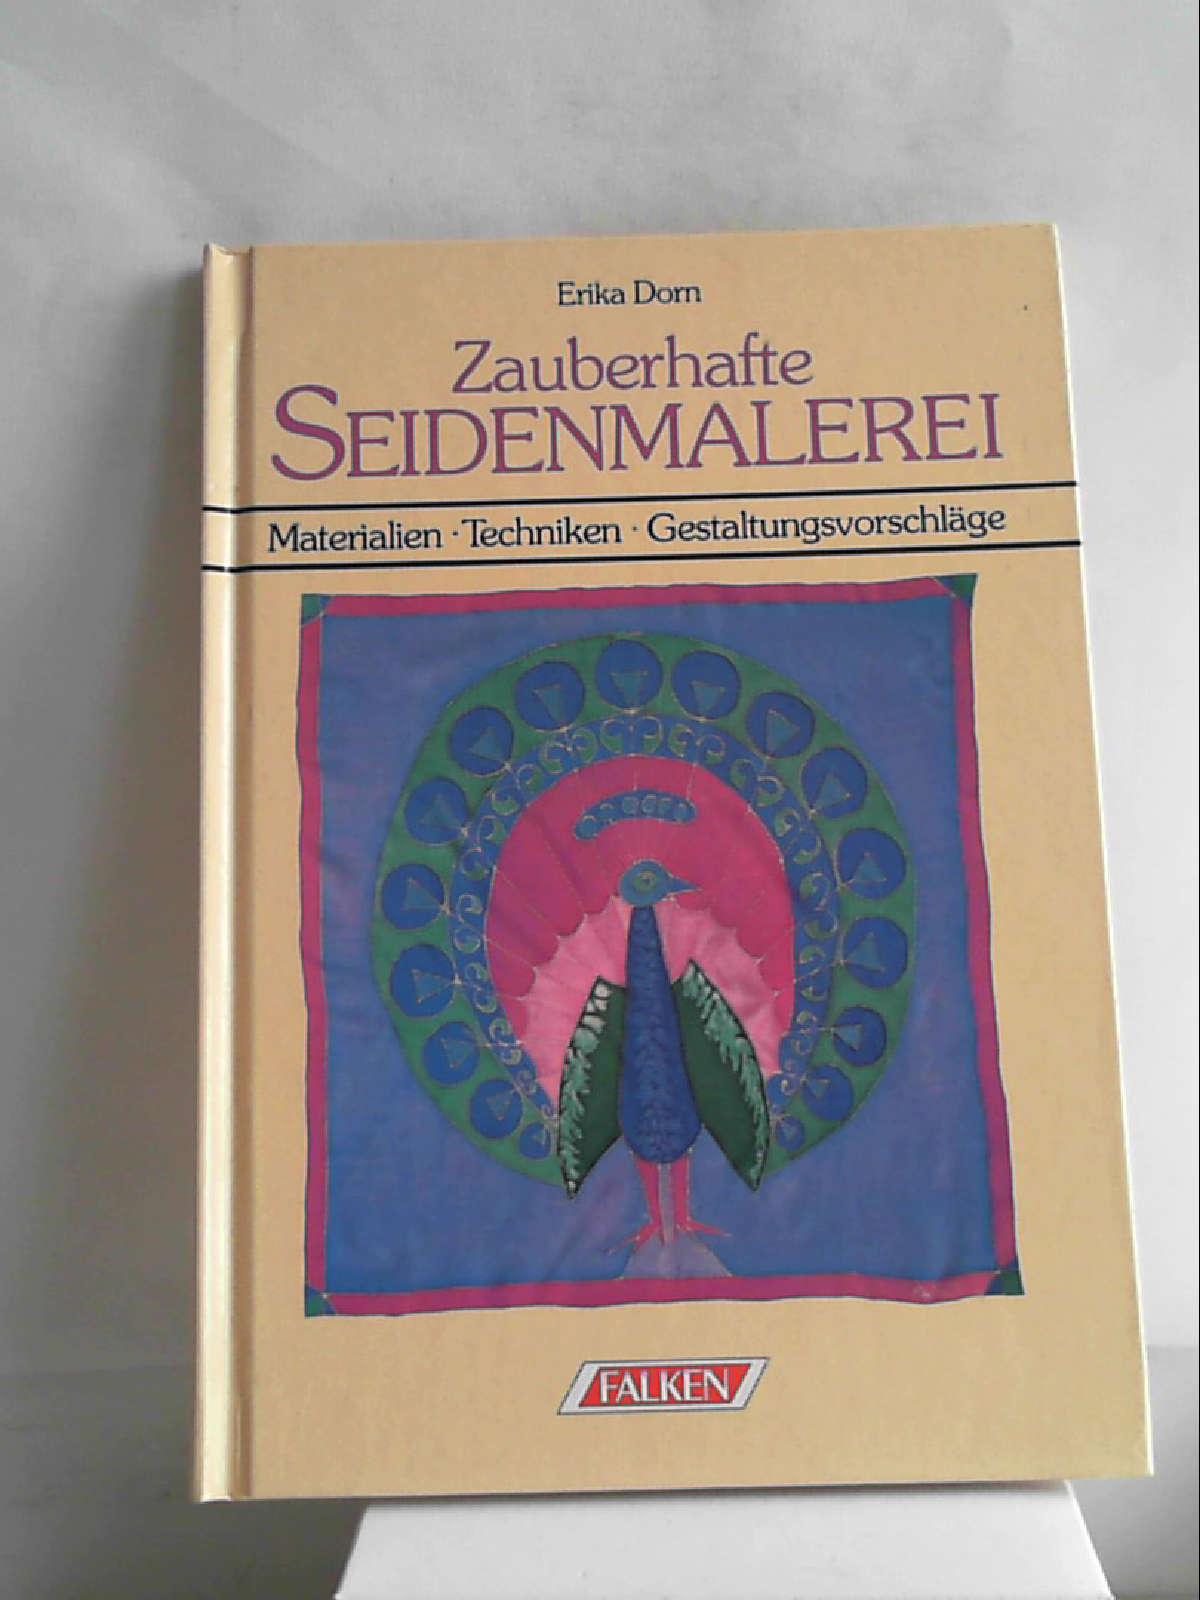 Erika Dorn
Zauberhafte
SEIDENMALEREI
Materialien · Techniken · Gestaltungsvorschläge
FALKEN